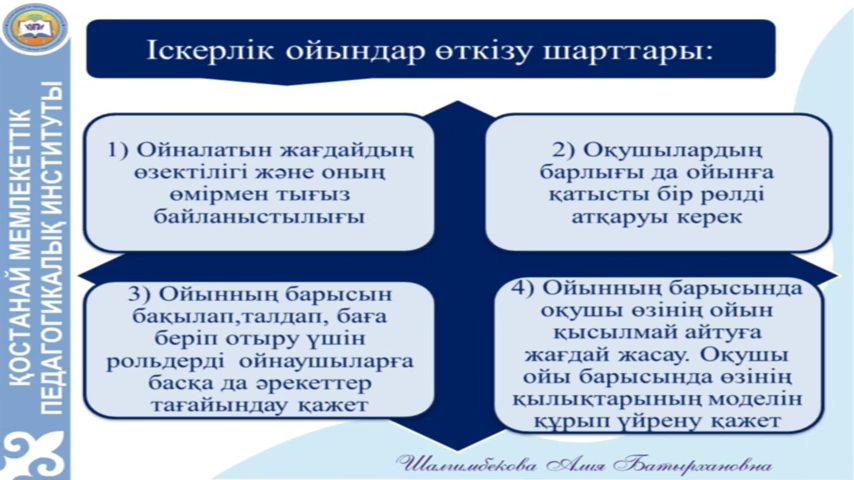 Іскерлік ойындар өткізу шарттары:
1) Ойналатын жағдайдың
өзектілігі және оның
өмірмен тығыз
байланыстылығы
2) Оқушылардың
барлығы да ойынға
қатысты бір рөлді
атқаруы керек
3) Ойынның барысын
бақылап,талдап, баға
беріп отыру үшін
рольдерді ойнаушыларға
басқа да әрекеттер
тағайындау қажет
4) Ойынның барысында
оқушы өзінің ойын
қысылмай айтуға
жағдай жасау. Оқушы
ойы барысында өзінің
қылықтарының моделін
құрып үйрену қажет
ҚОСТАНАЙ МЕМЛЕКЕТТІК
ПЕДАГОГИКАЛЫҚ ИНСТИТУТЫ
Шалгимбекова Алия Батырхановна